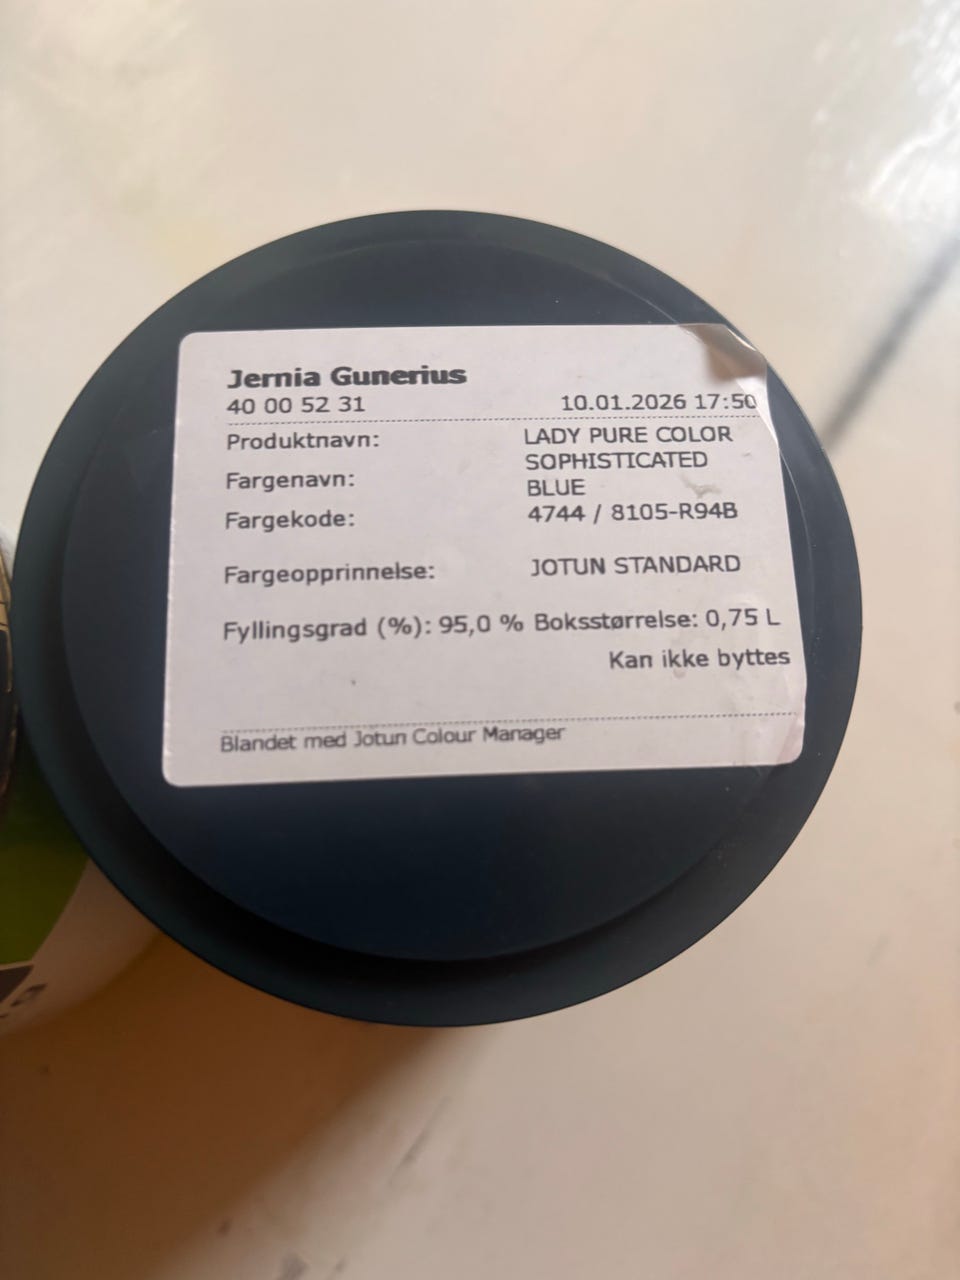 Jernia Gunerius
40 00 52 31 10.01.2026 17:50
Produktnavn: LADY PURE COLOR
Fargenavn: SOPHISTICATED
BLUE
Fargekode: 4744 / 8105-R94B
Fargeopprinnelse: JOTUN STANDARD
Fyllingsgrad (%): 95,0 % Boksstørrelse: 0,75 L
Kan ikke byttes
Blandet med Jotun Colour Manager